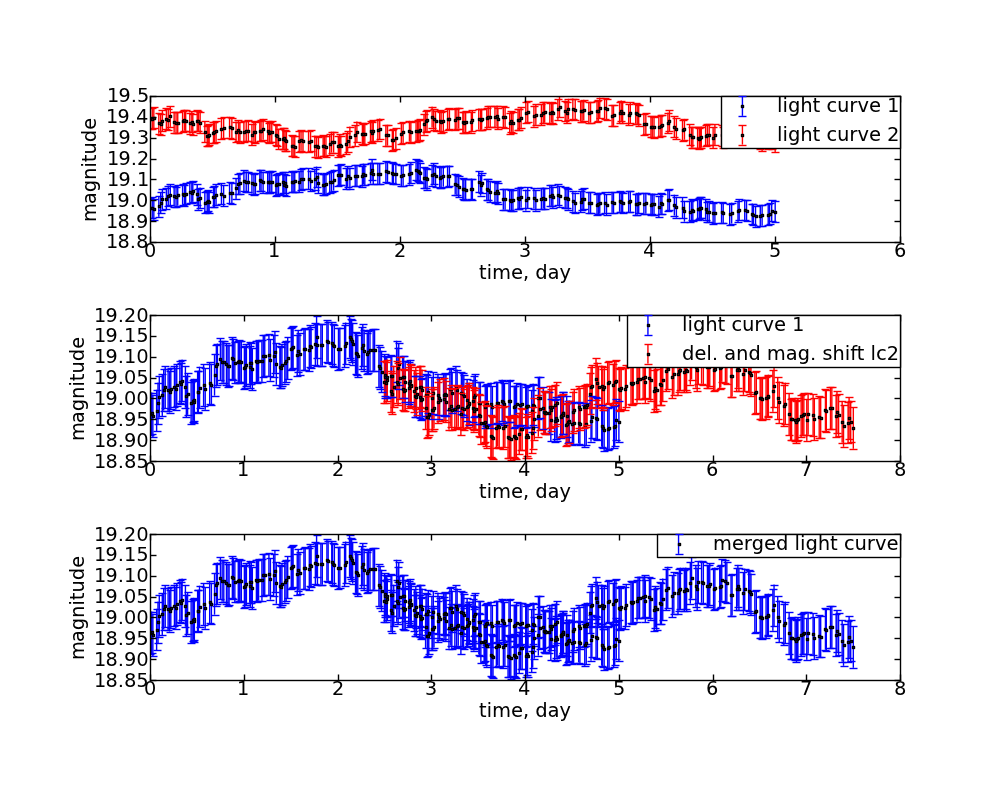 19.5
19.4
19.3
19.2
19.1
19.0
18.9
18.8
magnitude
light curve 1
light curve 2
0 1 2 3 4 5 6
time, day
19.20
19.15
19.10
19.05
19.00
18.95
18.90
18.85
magnitude
light curve 1
del. and mag. shift lc2
0 1 2 3 4 5 6 7 8
time, day
19.20
19.15
19.10
19.05
19.00
18.95
18.90
18.85
magnitude
merged light curve
0 1 2 3 4 5 6 7 8
time, day